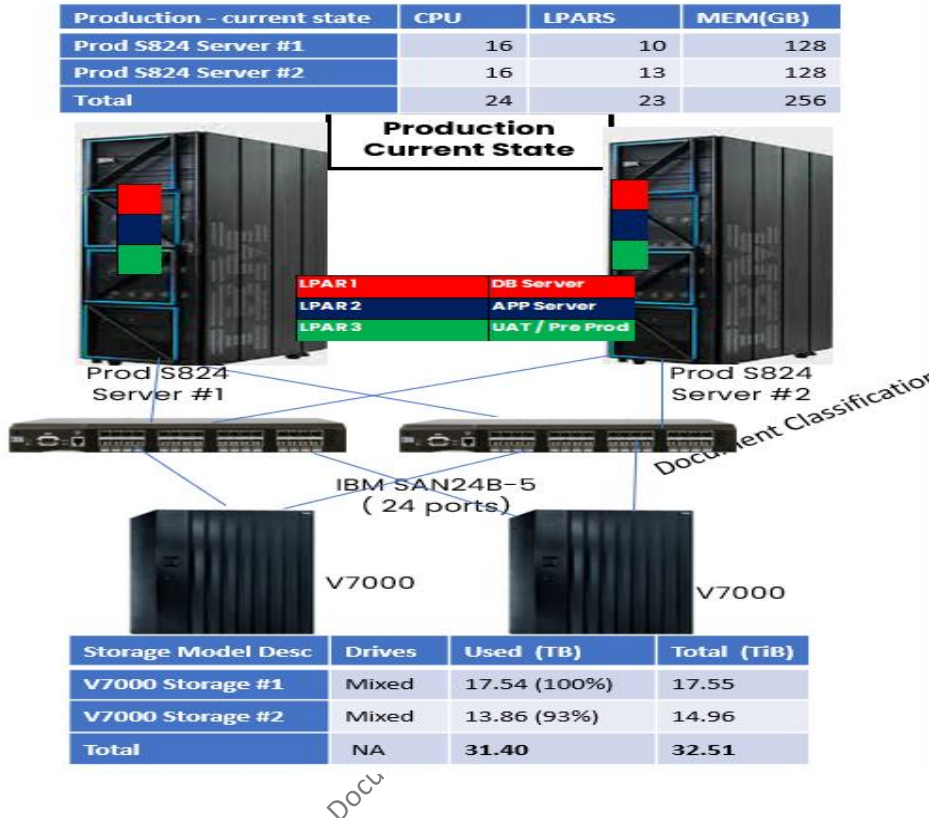 Production - current state CPU LPARS MEM(GB)
Prod S824 Server #1 16 10 128
Prod S824 Server #2 16 13 128
Total 24 23 256
Production
Current State
LPAR 1 DB Server
LPAR 2 APP Server
LPAR 3 UAT / Pre Prod
Prod S824
Server #1
Prod S824
Server #2
Document Classification
IBM SAN24B-5
( 24 ports)
V7000
V7000
Storage Model Desc Drives Used (TB) Total (TiB)
V7000 Storage #1 Mixed 17.54 (100%) 17.55
V7000 Storage #2 Mixed 13.86 (93%) 14.96
Total NA 31.40 32.51
Docu